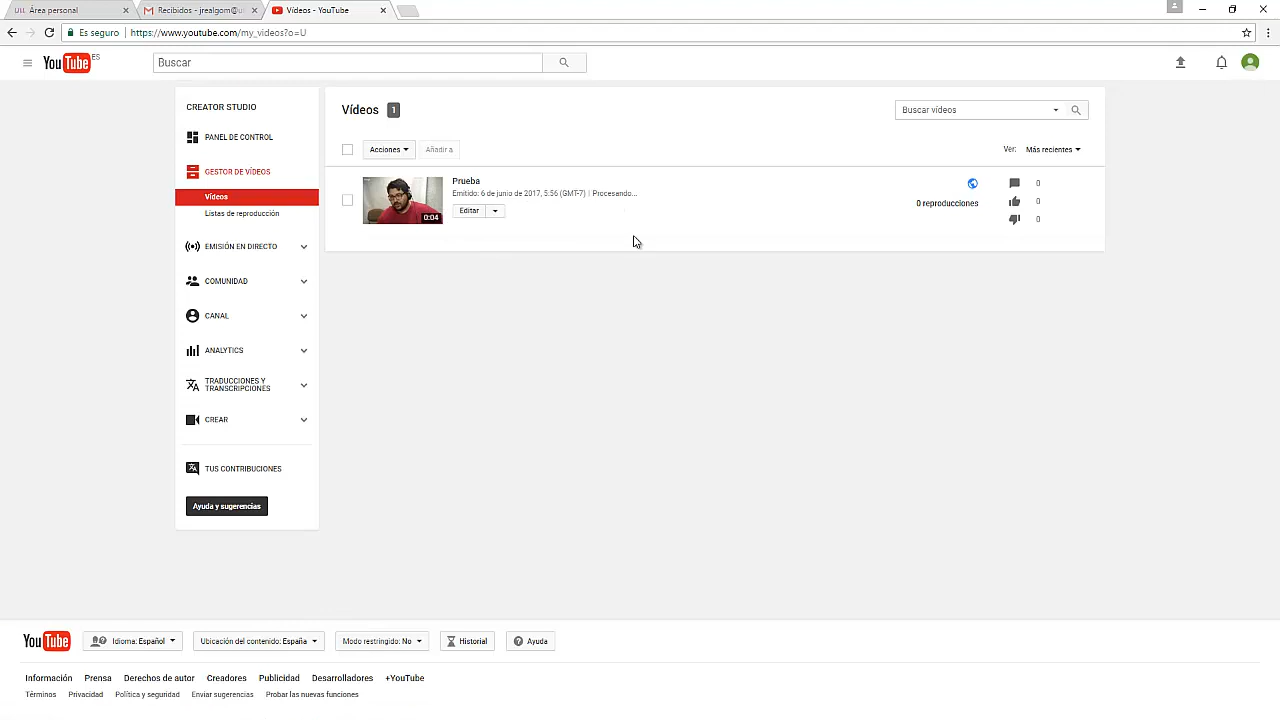 Área personal
Recibidos - jrealgom@u
Vídeos - YouTube
Es seguro
https://www.youtube.com/my_videos?o=U
YouTube ES
Buscar
CREATOR STUDIO
PANEL DE CONTROL
GESTOR DE VÍDEOS
Vídeos
Listas de reproducción
EMISIÓN EN DIRECTO
COMUNIDAD
CANAL
ANALYTICS
TRADUCCIONES Y
TRANSCRIPCIONES
CREAR
TUS CONTRIBUCIONES
Ayuda y sugerencias
Vídeos 1
Buscar vídeos
Acciones
Añadir a
Ver: Más recientes
Prueba
Emitido: 6 de junio de 2017, 5:56 (GMT-7) | Procesando...
0:04
Editar
0 reproducciones
0
0
0
YouTube
Idioma: Español
Ubicación del contenido: España
Modo restringido: No
Historial
Ayuda
Información Prensa Derechos de autor Creadores Publicidad Desarrolladores +YouTube
Términos Privacidad Política y seguridad Enviar sugerencias Probar las nuevas funciones